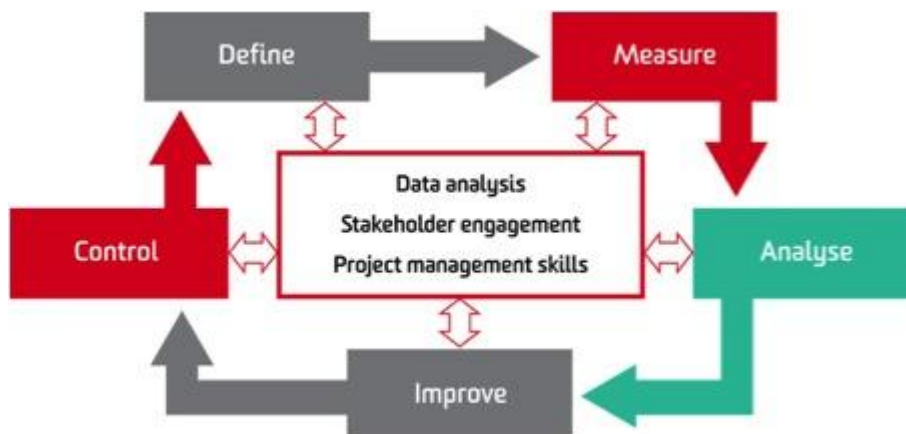 Define
Measure
Data analysis
Stakeholder engagement
Project management skills
Control
Analyse
Improve